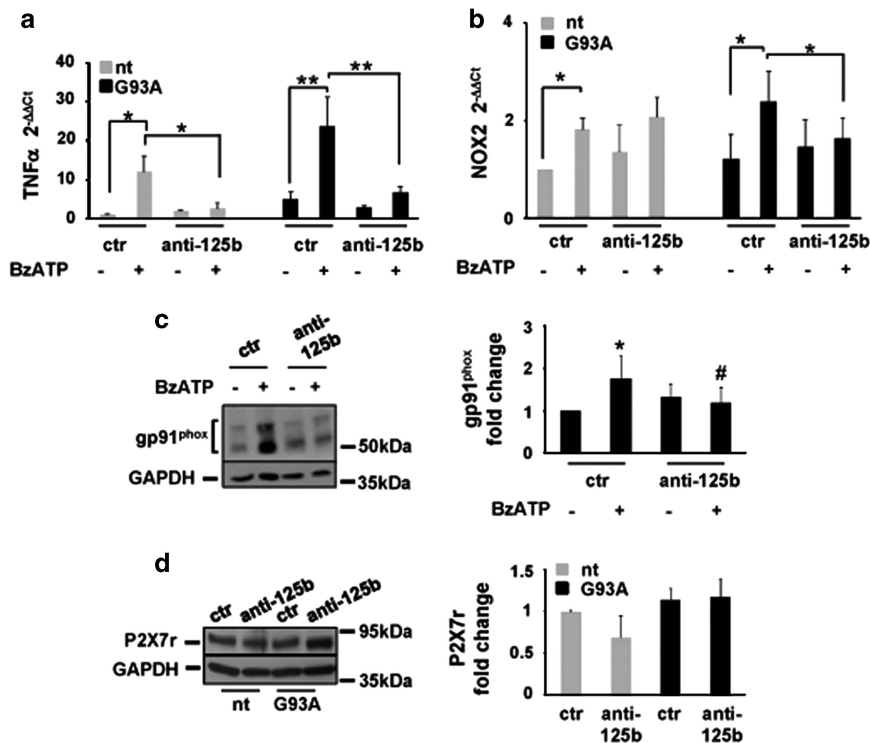 a
nt
G93A
TNFα 2-ΔΔCt
40
30
20
10
0
*
*
**
**
ctr
anti-125b
ctr
anti-125b
BzATP
-
+
-
+
-
+
-
+
b
nt
G93A
NOX2 2-ΔΔCt
4
2
0
*
*
*
ctr
anti-125b
ctr
anti-125b
BzATP
-
+
-
+
-
+
-
+
c
ctr
anti-
125b
BzATP
-
+
-
+
gp91phox
50kDa
GAPDH
35kDa
gp91phox
fold change
3
2
1
0
*
#
ctr
anti-125b
BzATP
-
+
-
+
d
ctr
anti-125b
ctr
anti-125b
P2X7r
95kDa
GAPDH
35kDa
nt
G93A
nt
G93A
P2X7r
fold change
1.5
1
0.5
0
ctr
anti-
125b
ctr
anti-
125b